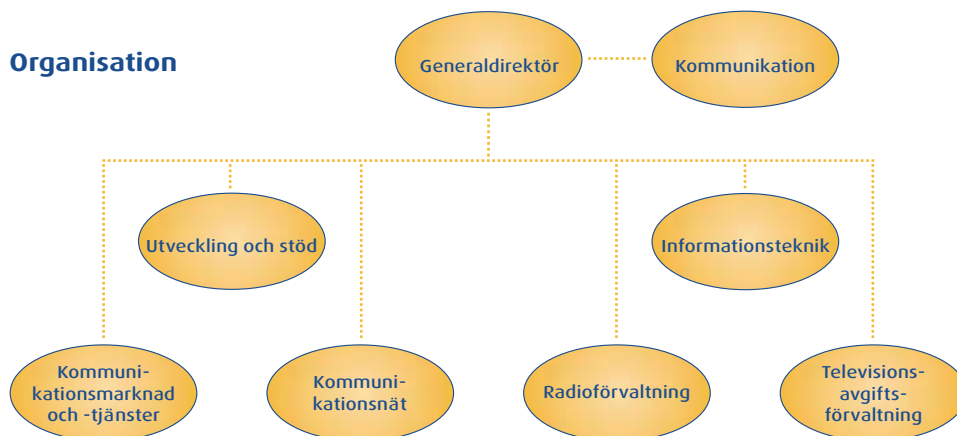 Organisation
Generaldirektör
Kommunikation
Utveckling och stöd
Informationsteknik
Kommuni-
kationsmarknad
och -tjänster
Kommuni-
kationsnät
Radioförvaltning
Televisions-
avgifts-
förvaltning